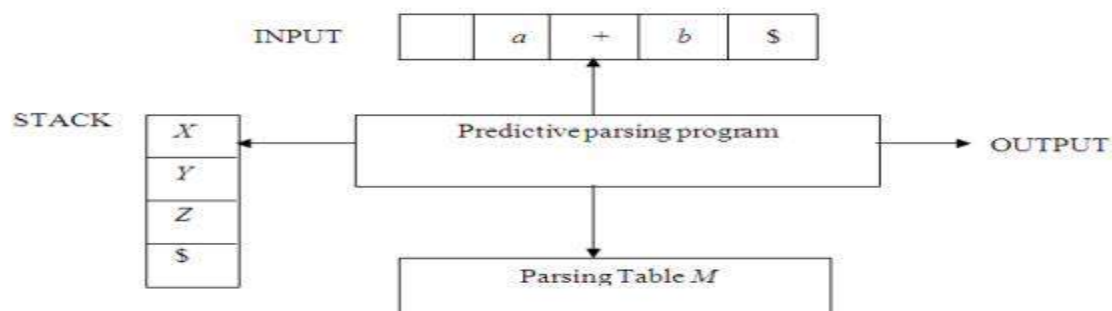 INPUT a + b $
STACK
X
Predictive parsing program
OUTPUT
Y
Z
$
Parsing Table M